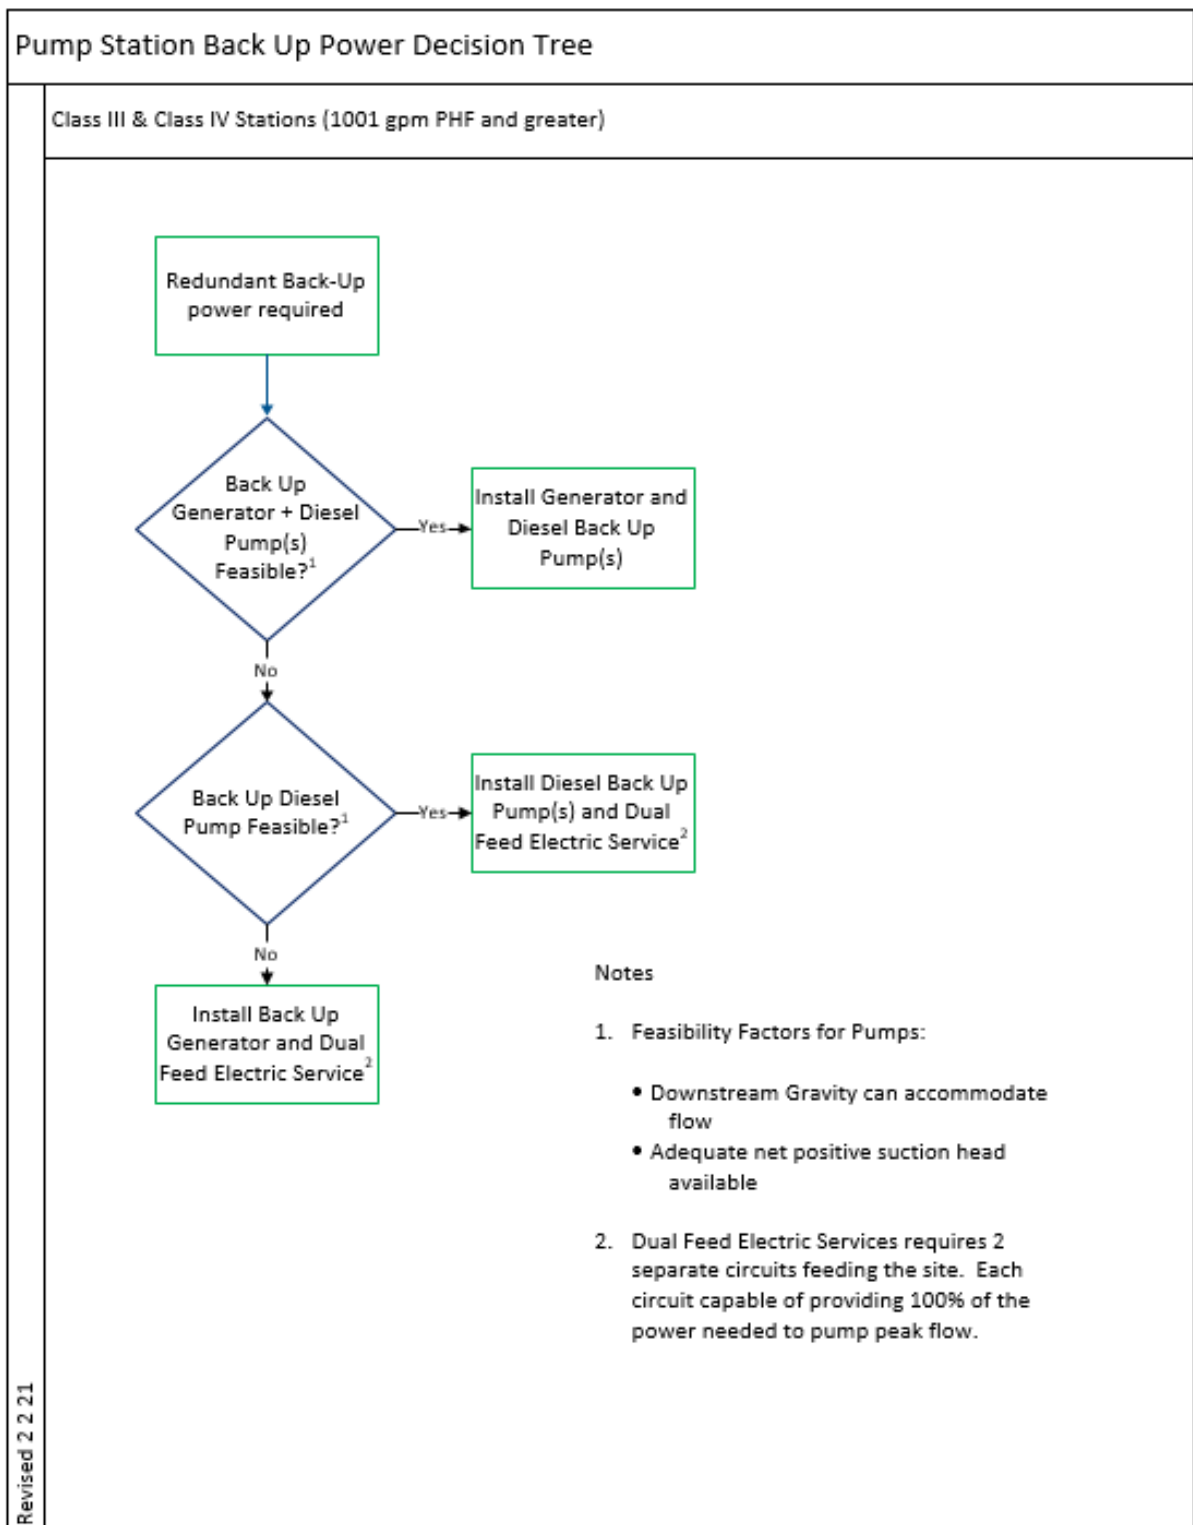 Pump Station Back Up Power Decision Tree
Class III & Class IV Stations (1001 gpm PHF and greater)
Redundant Back-Up
power required
Back Up
Generator + Diesel
Pump(s)
Feasible?¹
Yes
Install Generator and
Diesel Back Up
Pump(s)
No
Back Up Diesel
Pump Feasible?¹
Yes
Install Diesel Back Up
Pump(s) and Dual
Feed Electric Service²
No
Install Back Up
Generator and Dual
Feed Electric Service²
Notes
1. Feasibility Factors for Pumps:
• Downstream Gravity can accommodate
flow
• Adequate net positive suction head
available
2. Dual Feed Electric Services requires 2
separate circuits feeding the site. Each
circuit capable of providing 100% of the
power needed to pump peak flow.
Revised 2 2 21